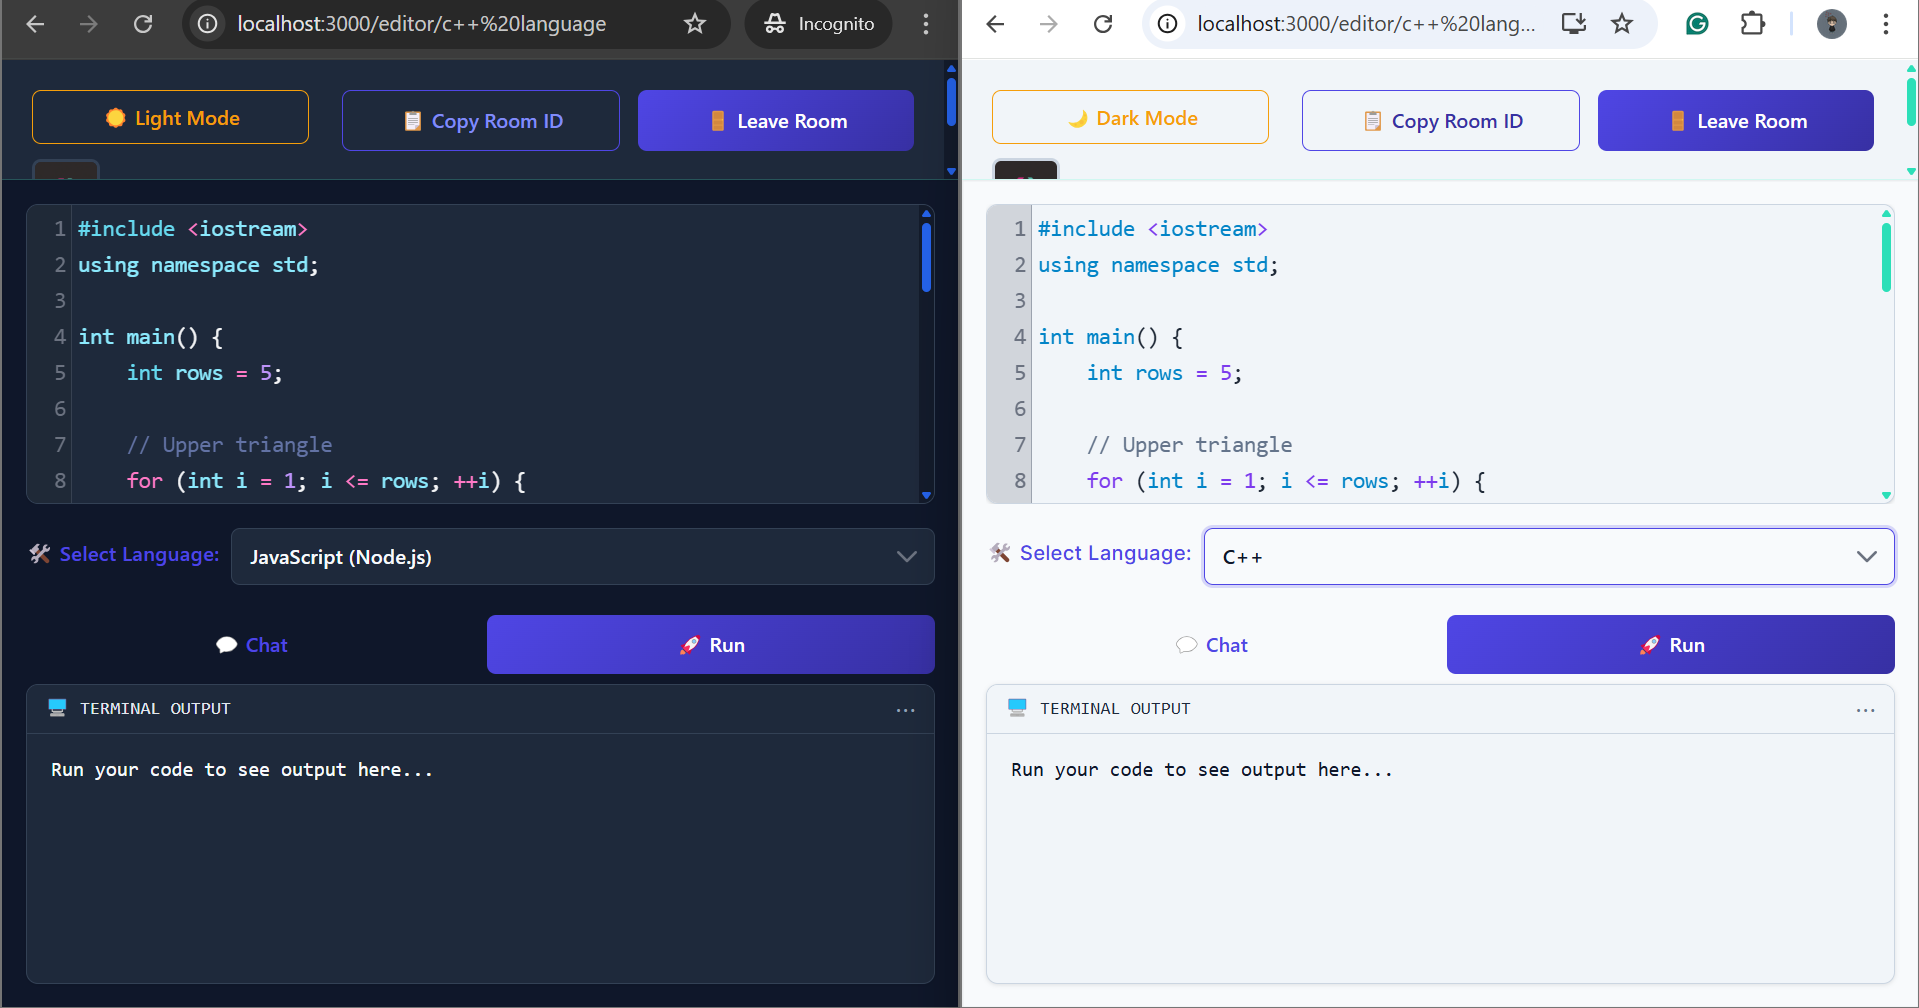 localhost:3000/editor/c++%20language
Incognito
Light Mode
Copy Room ID
Leave Room
1 #include <iostream>
2 using namespace std;
3
4 int main() {
5 int rows = 5;
6
7 // Upper triangle
8 for (int i = 1; i <= rows; ++i) {
Select Language:
JavaScript (Node.js)
Chat
Run
TERMINAL OUTPUT
...
Run your code to see output here...
localhost:3000/editor/c++%20lang...
Dark Mode
Copy Room ID
Leave Room
1 #include <iostream>
2 using namespace std;
3
4 int main() {
5 int rows = 5;
6
7 // Upper triangle
8 for (int i = 1; i <= rows; ++i) {
Select Language:
C++
Chat
Run
TERMINAL OUTPUT
...
Run your code to see output here...